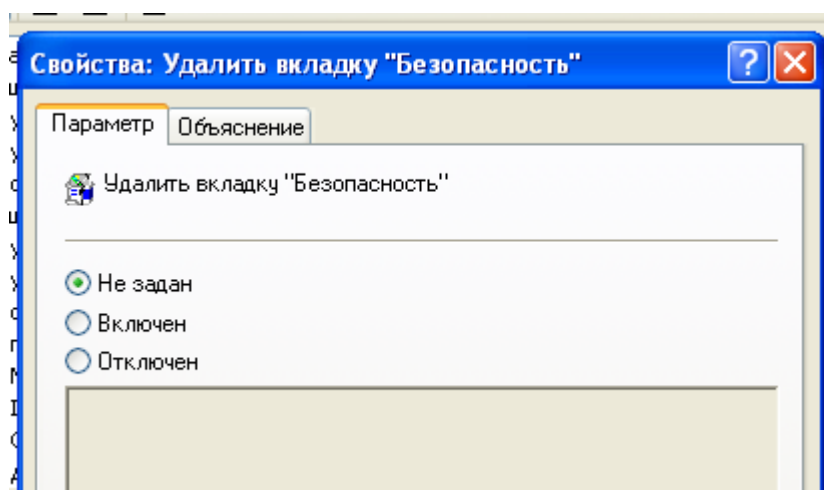 Свойства: Удалить вкладку "Безопасность"
Параметр
Объяснение
Удалить вкладку "Безопасность"
Не задан
Включен
Отключен